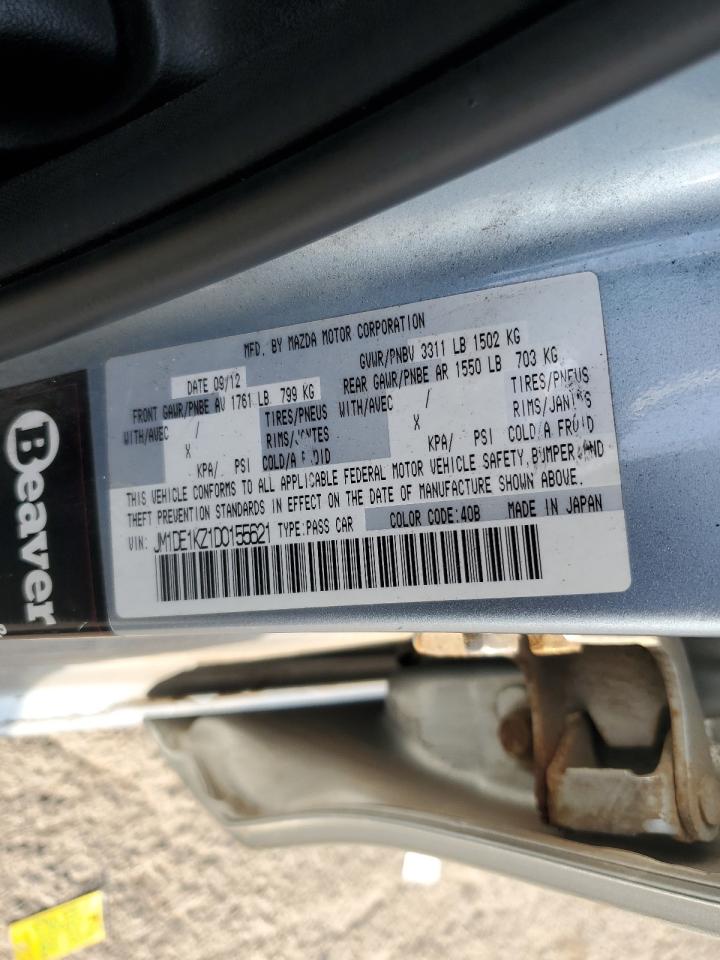 MFD. BY MAZDA MOTOR CORPORATION
DATE 09/12
GVWR/PNBV 3311 LB 1502 KG
FRONT GAWR/PNBE AV 1761 LB 799 KG
REAR GAWR/PNBE AR 1550 LB 703 KG
WITH/AVEC / TIRES/PNEUS WITH/AVEC / TIRES/PNEUS
X RIMS/JANTES X RIMS/JANTES
KPA/ PSI COLD/A FROID KPA/ PSI COLD/A FROID
THIS VEHICLE CONFORMS TO ALL APPLICABLE FEDERAL MOTOR VEHICLE SAFETY, BUMPER, AND
THEFT PREVENTION STANDARDS IN EFFECT ON THE DATE OF MANUFACTURE SHOWN ABOVE.
VIN: JM1DE1KZ1D0155621 TYPE:PASS CAR COLOR CODE:40B MADE IN JAPAN
Beaver